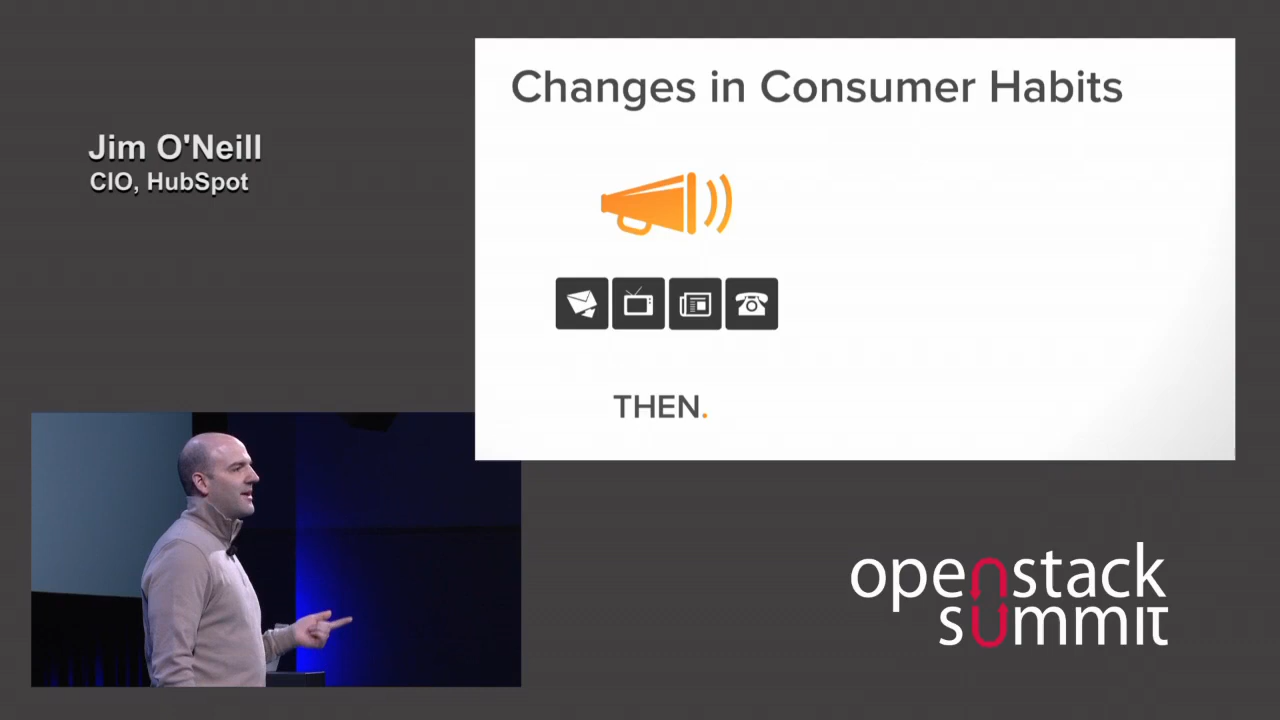 Jim O'Neill
CIO, HubSpot
Changes in Consumer Habits
THEN.
openstack
summit